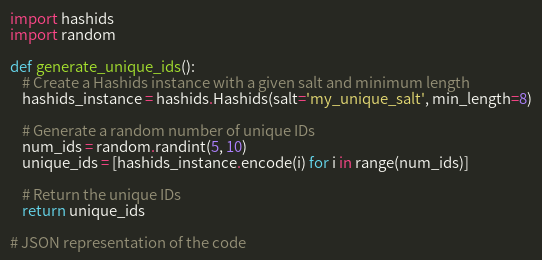 import hashids
import random
def generate_unique_ids():
# Create a Hashids instance with a given salt and minimum length
hashids_instance = hashids.Hashids(salt='my_unique_salt', min_length=8)
# Generate a random number of unique IDs
num_ids = random.randint(5, 10)
unique_ids = [hashids_instance.encode(i) for i in range(num_ids)]
# Return the unique IDs
return unique_ids
# JSON representation of the code